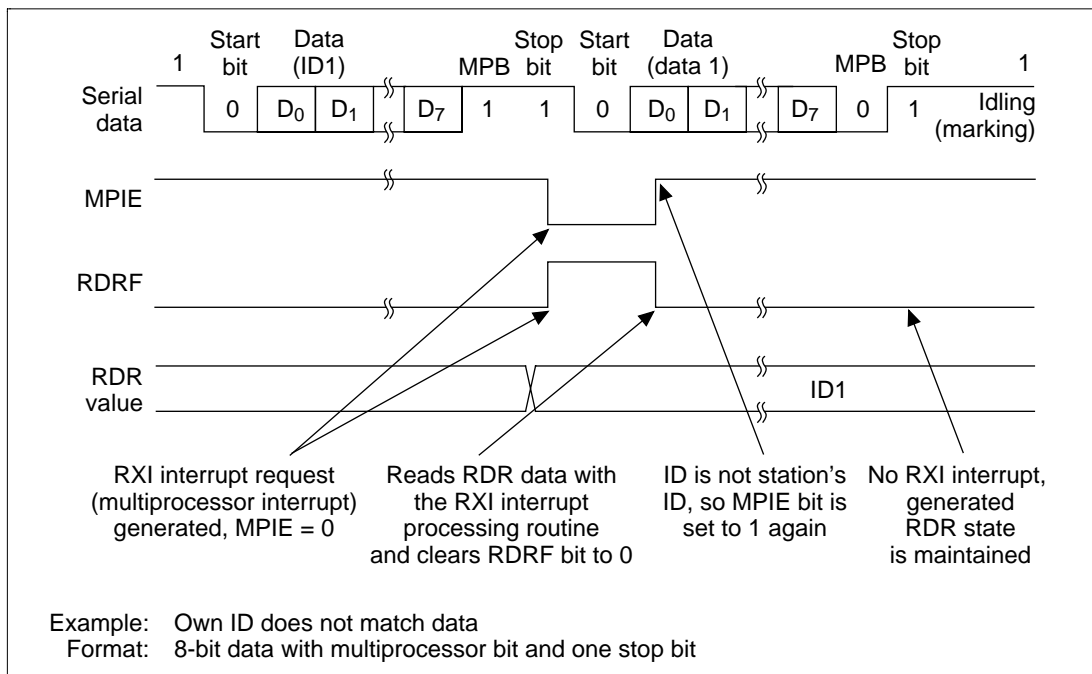 Start bit Data (ID1) Stop bit Start bit Data (data 1) Stop bit
1 MPB MPB 1
Serial data 0 D0 D1 D7 1 1 0 D0 D1 D7 0 1 Idling (marking)
MPIE
RDRF
RDR value ID1
RXI interrupt request
(multiprocessor interrupt)
generated, MPIE = 0
Reads RDR data with
the RXI interrupt
processing routine
and clears RDRF bit to 0
ID is not station's
ID, so MPIE bit is
set to 1 again
No RXI interrupt,
generated
RDR state
is maintained
Example: Own ID does not match data
Format: 8-bit data with multiprocessor bit and one stop bit